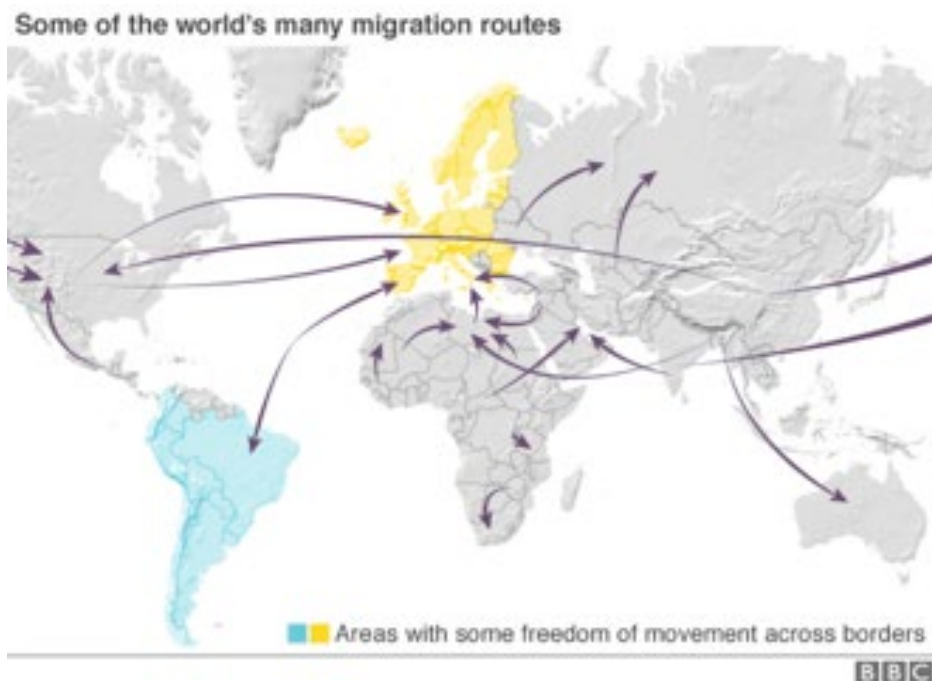 Some of the world's many migration routes
Areas with some freedom of movement across borders
BBC